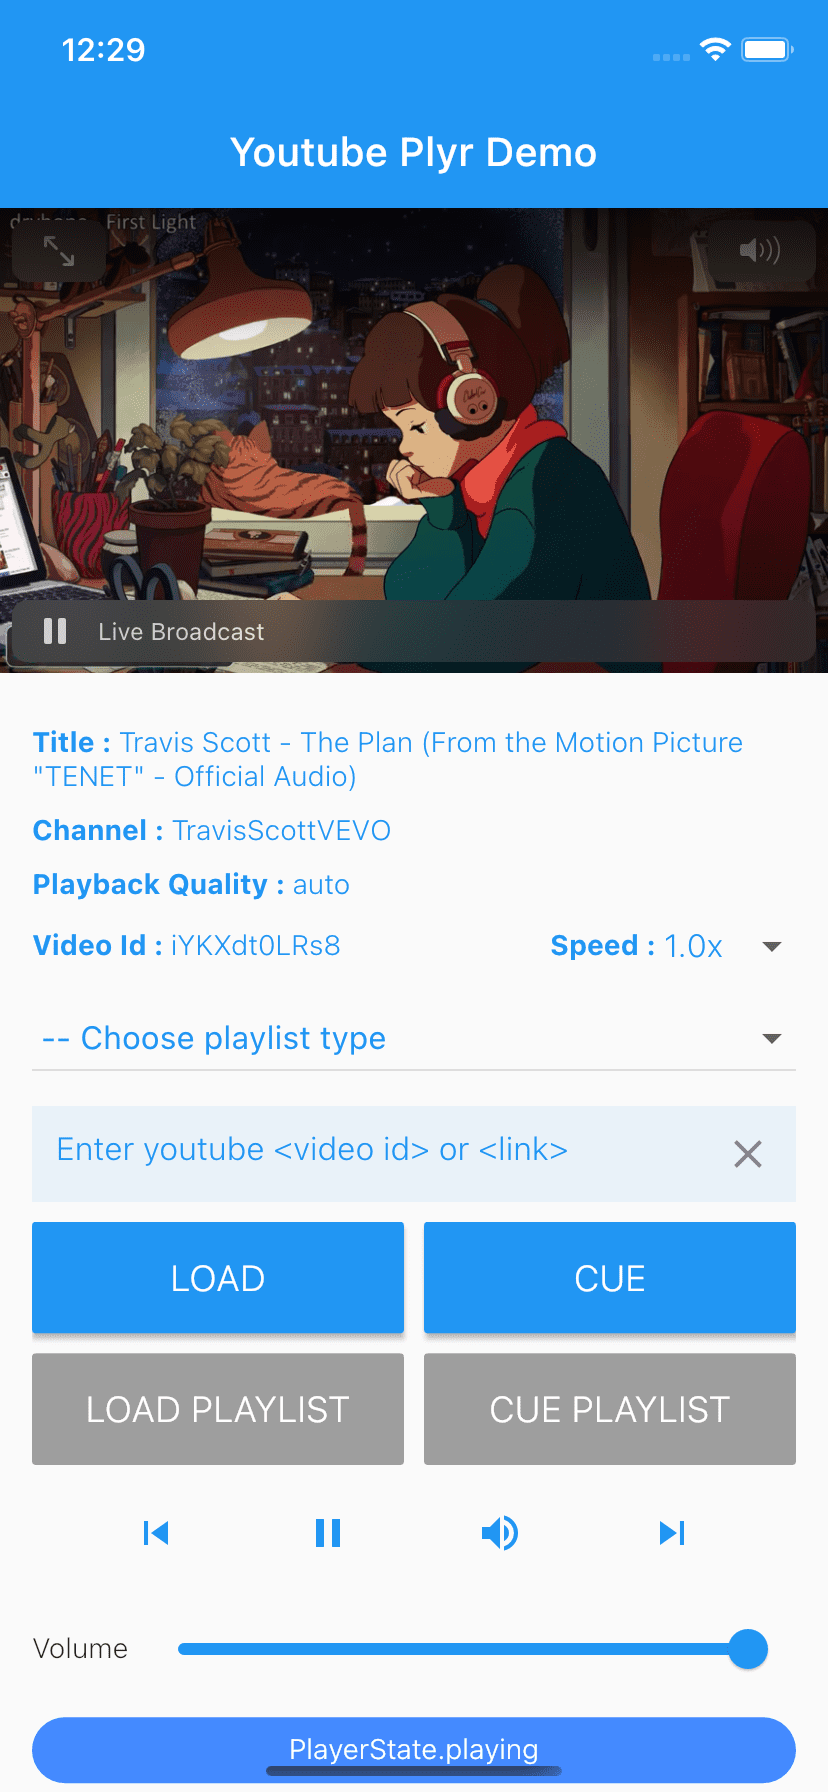 12:29
Youtube Plyr Demo
First Light
Live Broadcast
Title : Travis Scott - The Plan (From the Motion Picture
"TENET" - Official Audio)
Channel : TravisScottVEVO
Playback Quality : auto
Video Id : iYKXdt0LRs8 Speed : 1.0x
-- Choose playlist type
Enter youtube <video id> or <link>
LOAD CUE
LOAD PLAYLIST CUE PLAYLIST
Volume
PlayerState.playing